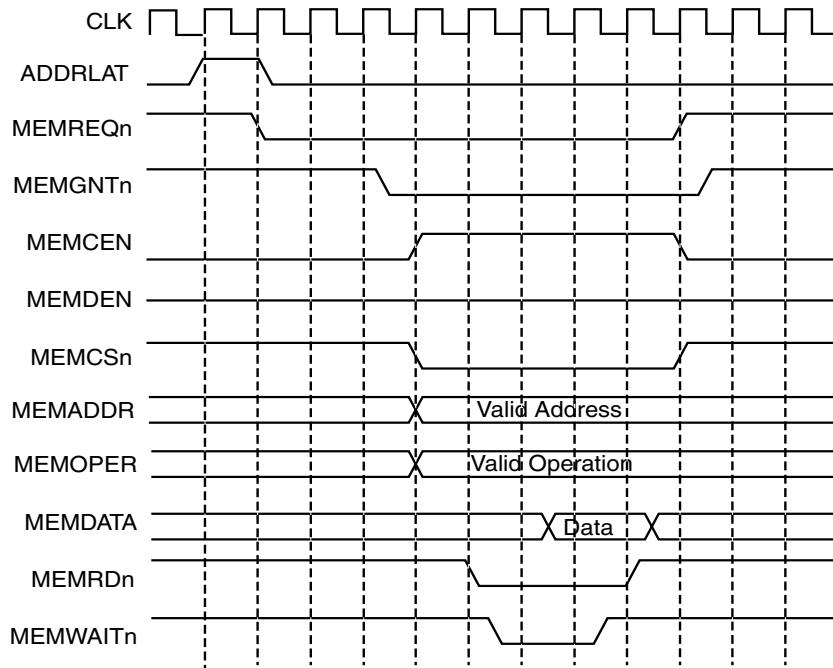 CLK
ADDRLAT
MEMREQn
MEMGNTn
MEMCEN
MEMDEN
MEMCSn
MEMADDR
Valid Address
MEMOPER
Valid Operation
MEMDATA
Data
MEMRDn
MEMWAITn